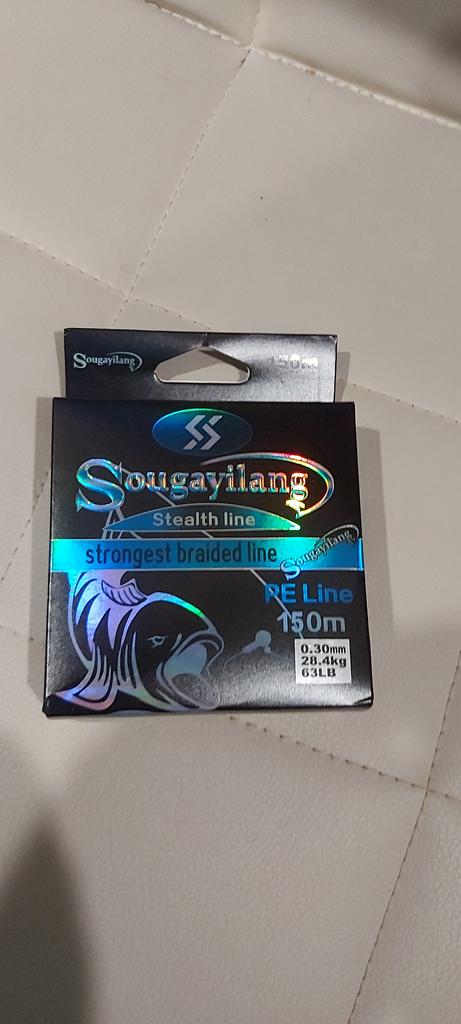 Sougayilang
150m
Sougayilang
Stealth line
strongest braided line
Sougayilang
PE Line
150m
0.30mm
28.4kg
63LB